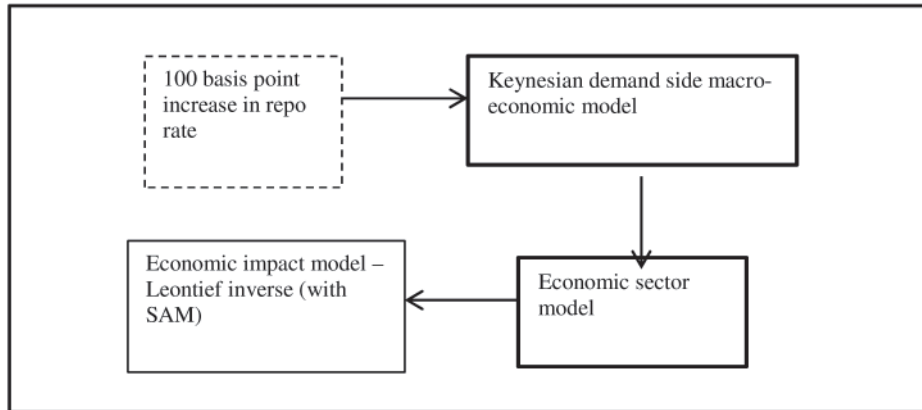 100 basis point
increase in repo
rate
Keynesian demand side macro-
economic model
Economic sector
model
Economic impact model –
Leontief inverse (with
SAM)